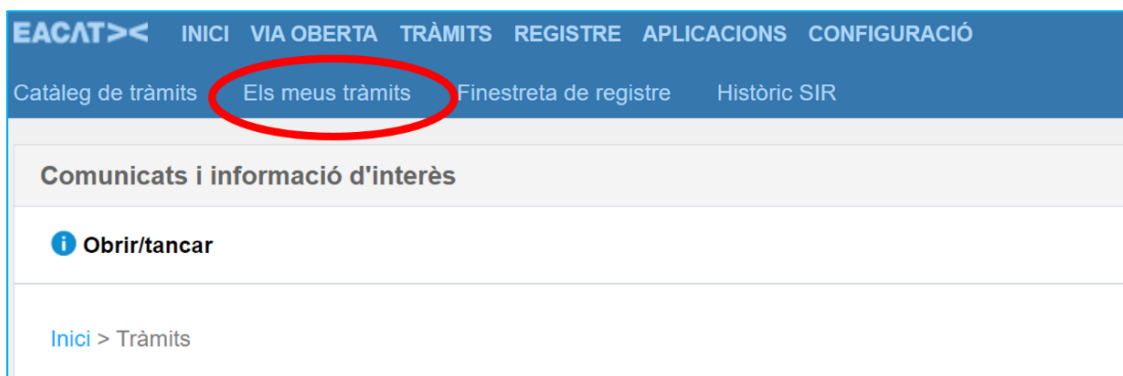 EACAT>< INICI VIA OBERTA TRÀMITS REGISTRE APLICACIONS CONFIGURACIÓ
Catàleg de tràmits Els meus tràmits Finestreta de registre Històric SIR
Comunicats i informació d'interès
Obrir/tancar
Inici > Tràmits